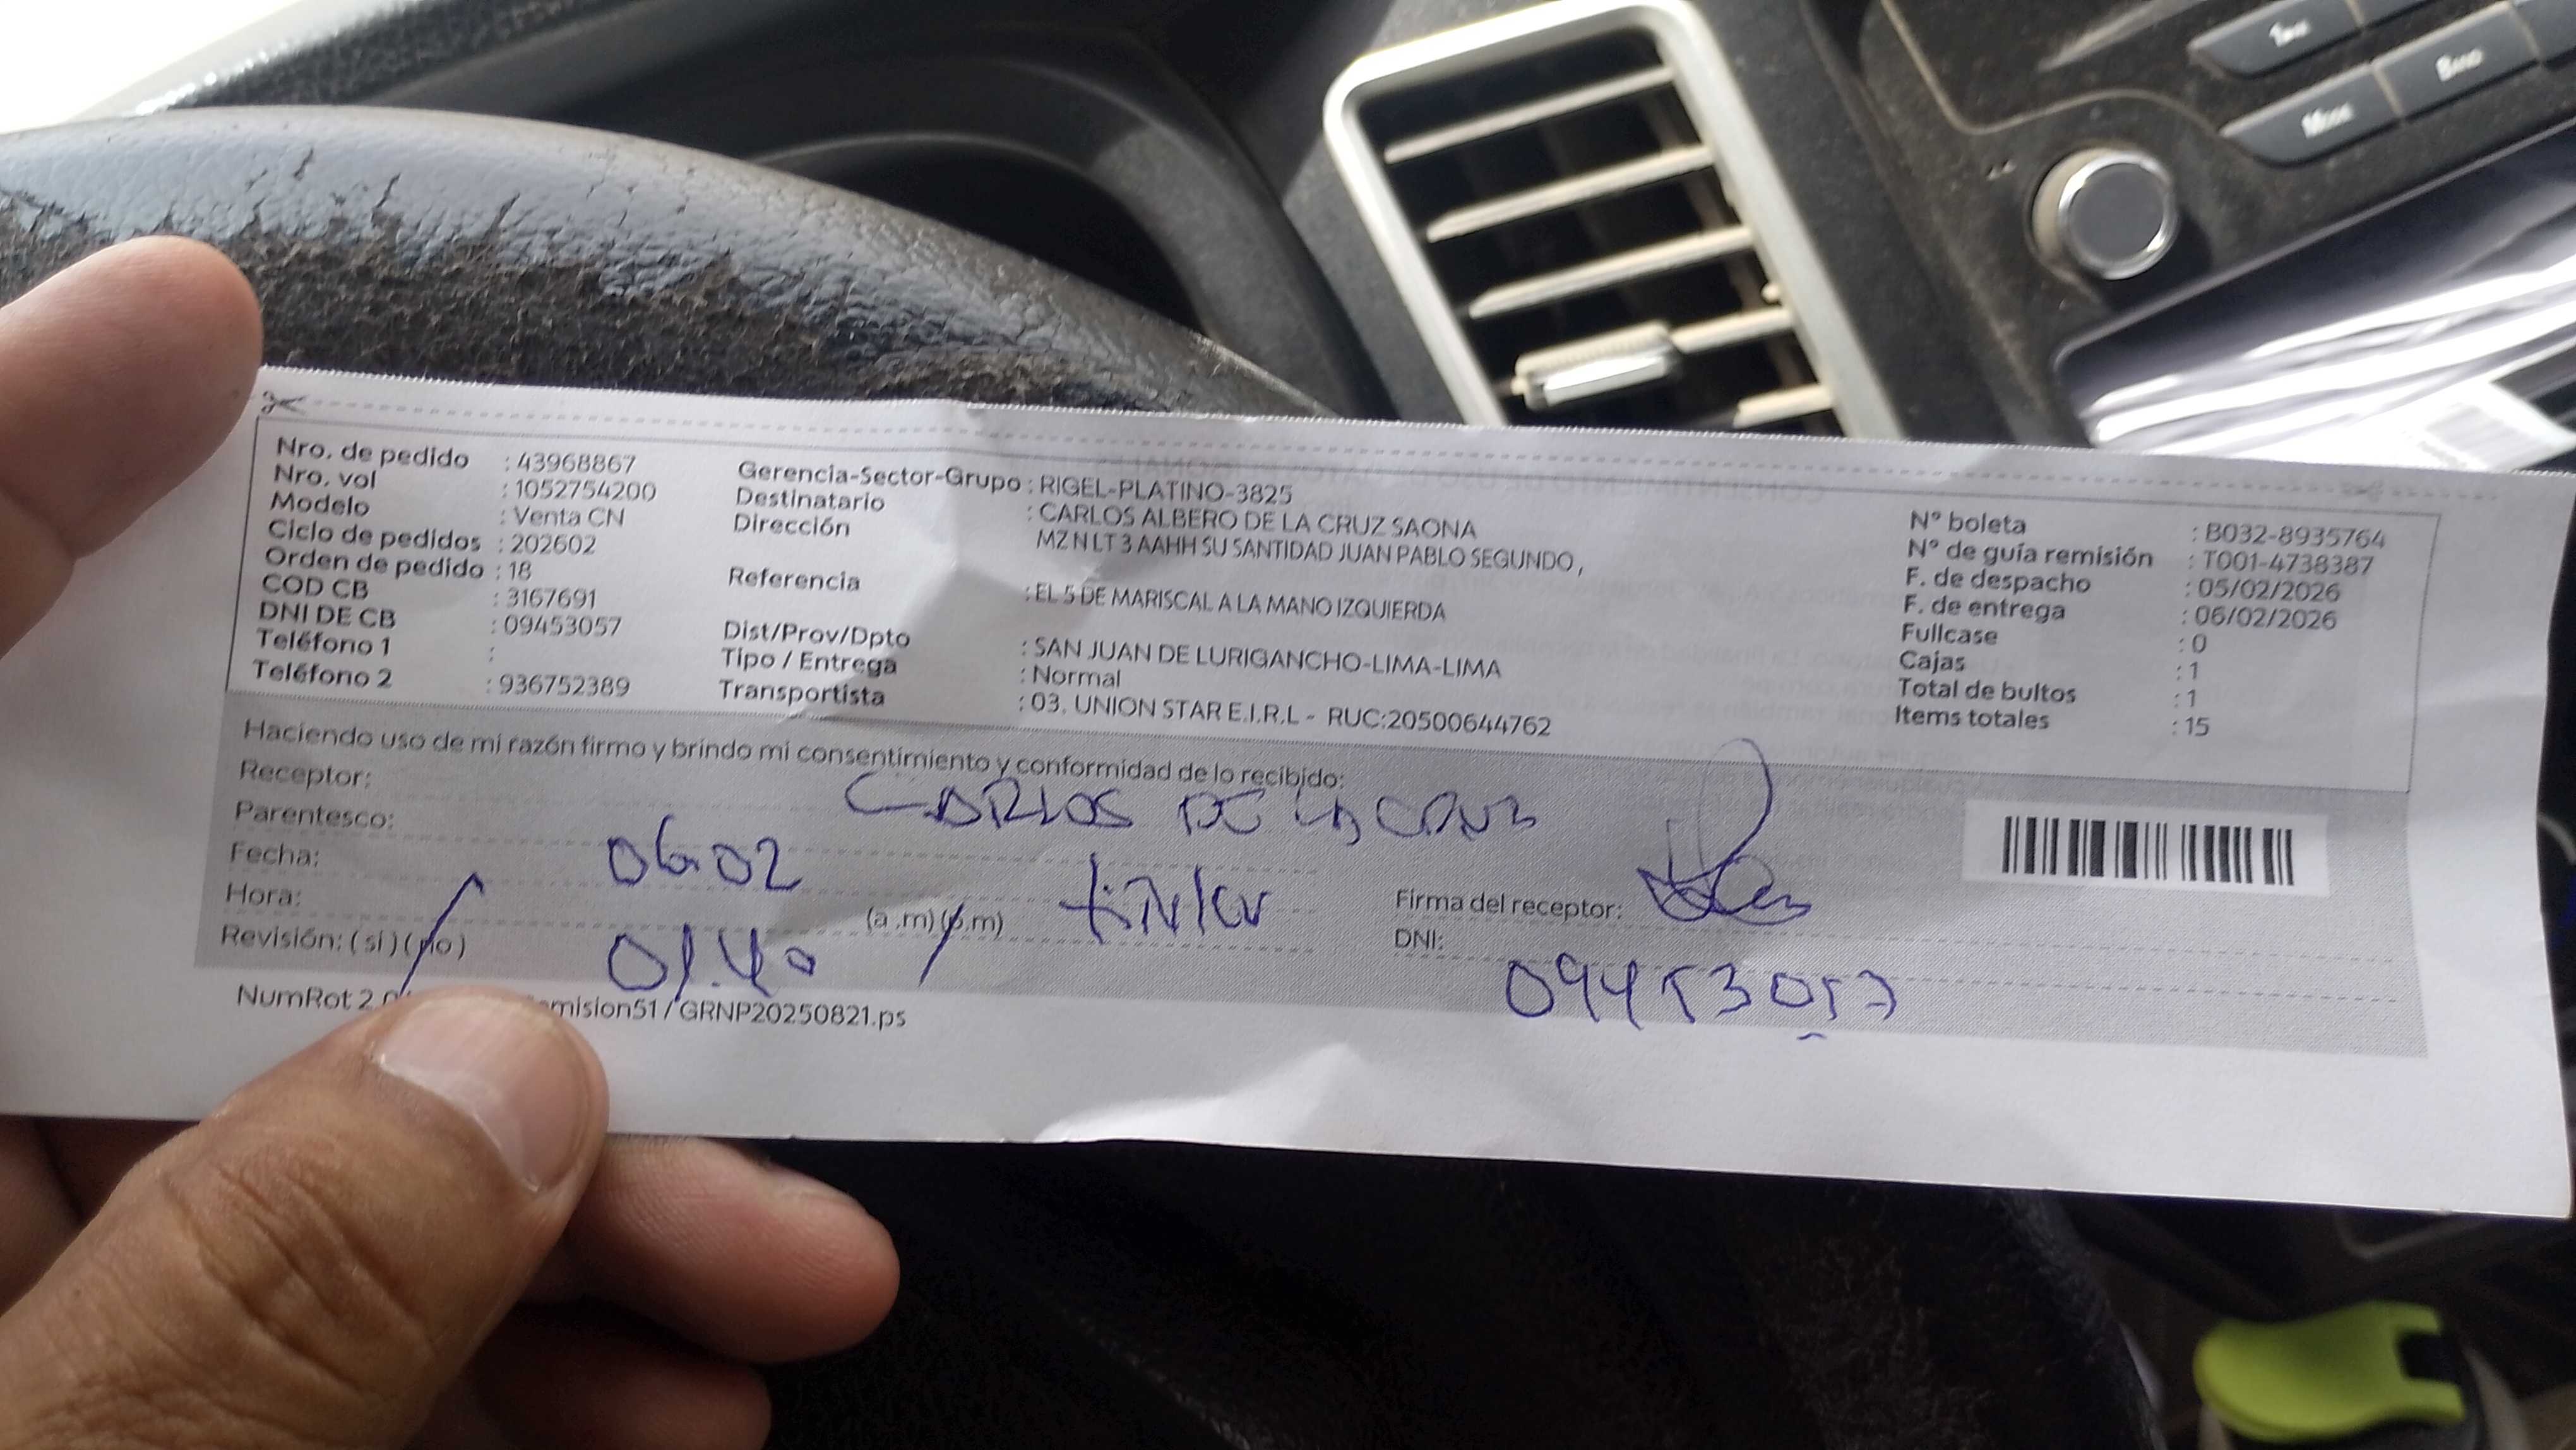 Time
Band
Mode
Nro. de pedido : 43968867
Nro. vol : 1052754200
Modelo : Venta CN
Ciclo de pedidos : 202602
Orden de pedido : 18
COD CB : 3167691
DNI DE CB : 09453057
Teléfono 1 :
Teléfono 2 : 936752389
Gerencia-Sector-Grupo : RIGEL-PLATINO-3825
Destinatario : CARLOS ALBERO DE LA CRUZ SAONA
Dirección MZ N LT 3 AAHH SU SANTIDAD JUAN PABLO SEGUNDO ,
Referencia : EL 5 DE MARISCAL A LA MANO IZQUIERDA
Dist/Prov/Dpto : SAN JUAN DE LURIGANCHO-LIMA-LIMA
Tipo / Entrega : Normal
Transportista : 03. UNION STAR E.I.R.L - RUC:20500644762
N° boleta : B032-8935764
N° de guía remisión : T001-4738387
F. de despacho : 05/02/2026
F. de entrega : 06/02/2026
Fullcase : 0
Cajas : 1
Total de bultos : 1
Items totales : 15
Haciendo uso de mi razón firmo y brindo mi consentimiento y conformidad de lo recibido:
Receptor: CARLOS DE LA CRUZ
Parentesco:
Fecha: 06.02
Hora: 01.40 (a .m) (p.m)
Revisión: ( si ) ( no )
Firma del receptor:
DNI: 09453057
NumRot 2 mision51 / GRNP20250821.ps